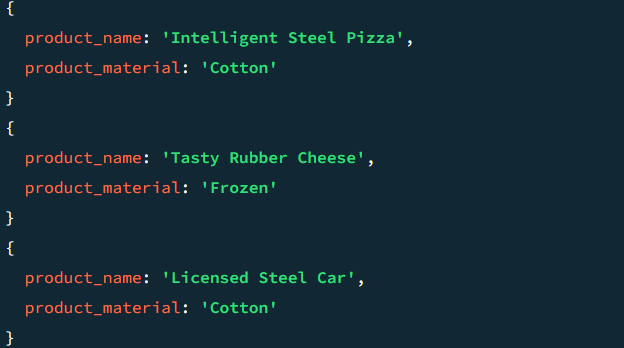 {
product_name: 'Intelligent Steel Pizza',
product_material: 'Cotton'
}
{
product_name: 'Tasty Rubber Cheese',
product_material: 'Frozen'
}
{
product_name: 'Licensed Steel Car',
product_material: 'Cotton'
}